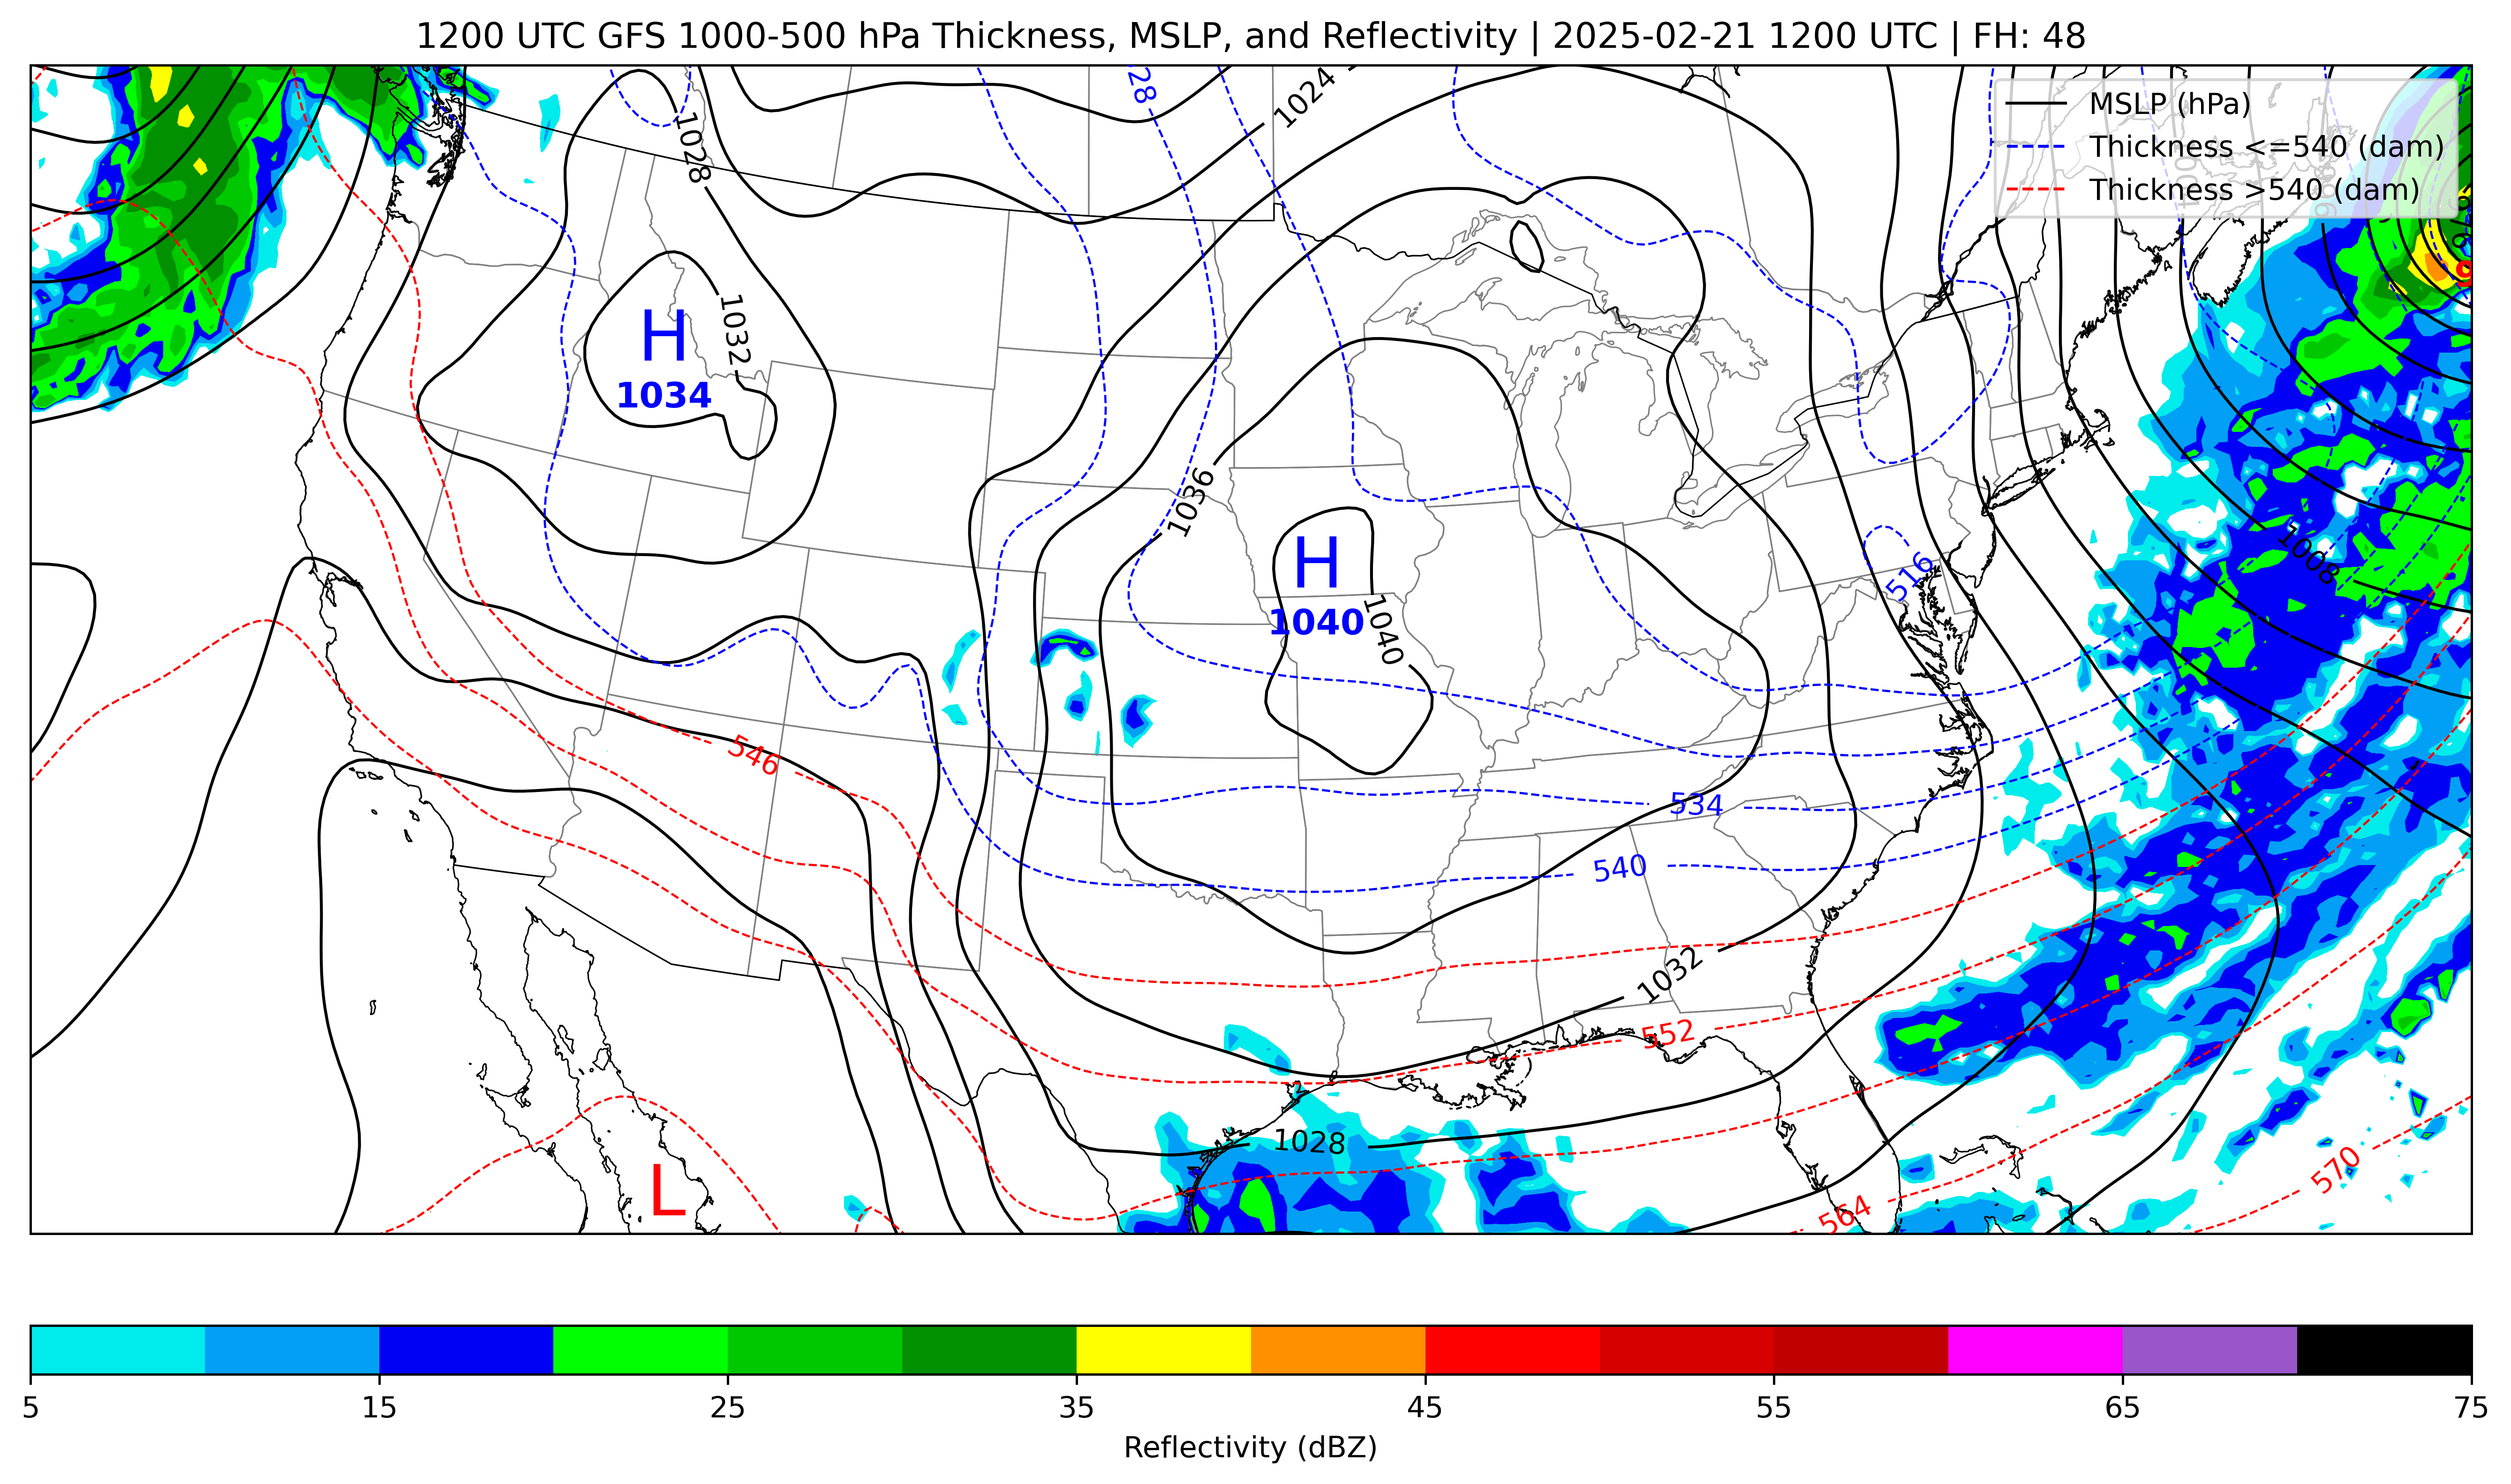 1200 UTC GFS 1000-500 hPa Thickness, MSLP, and Reflectivity | 2025-02-21 1200 UTC | FH: 48
MSLP (hPa)
Thickness <=540 (dam)
Thickness >540 (dam)
1024
1028
1032
H
1034
1036
H
1040
1040
516
1008
546
534
540
1032
552
1028
L
564
570
5 15 25 35 45 55 65 75
Reflectivity (dBZ)